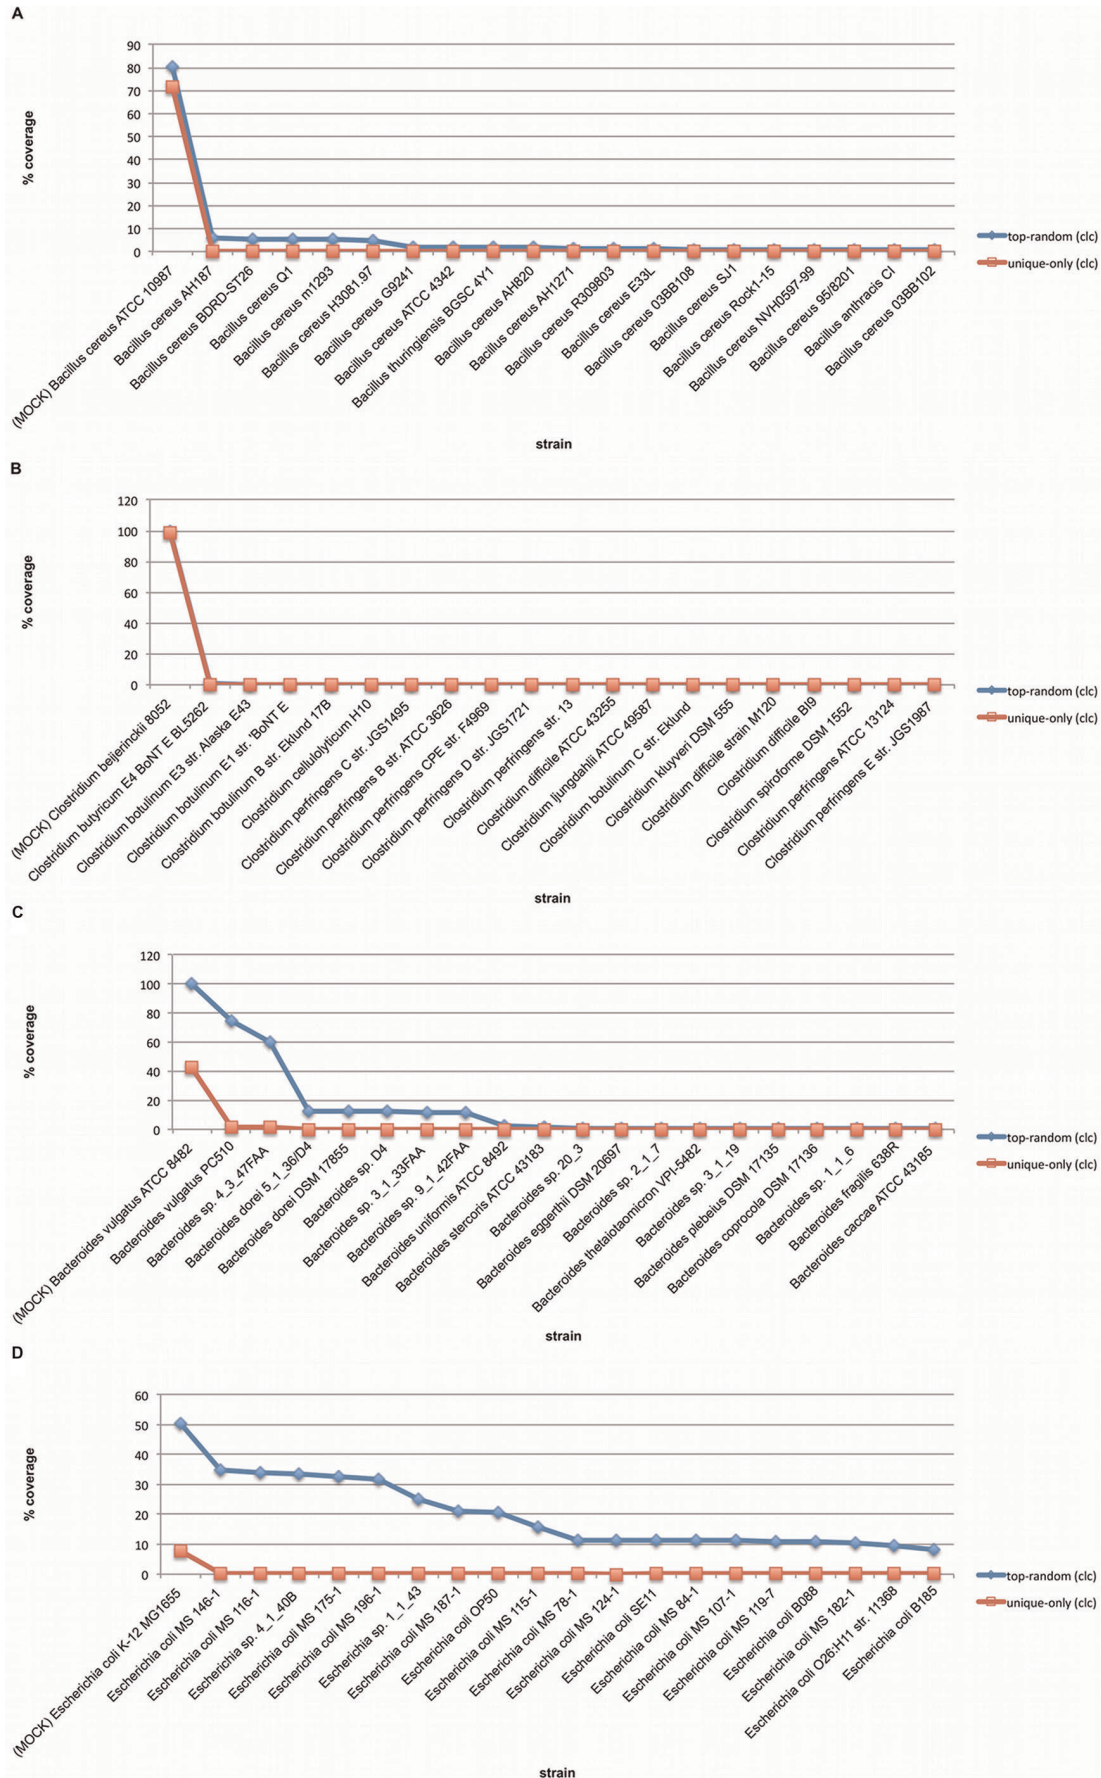 A
90
80
70
60
50
40
30
20
10
0
% coverage
(MOCK) Bacillus cereus ATCC 10987
Bacillus cereus AH187
Bacillus cereus BDRD-ST26
Bacillus cereus Q1
Bacillus cereus m1293
Bacillus cereus H3081.97
Bacillus cereus G9241
Bacillus cereus ATCC 4342
Bacillus thuringiensis BGSC 4Y1
Bacillus cereus AH820
Bacillus cereus AH1271
Bacillus cereus R309803
Bacillus cereus E33L
Bacillus cereus 03BB108
Bacillus cereus SJ1
Bacillus cereus Rock1-15
Bacillus cereus NVH0597-99
Bacillus cereus 95/8201
Bacillus anthracis CI
Bacillus cereus 03BB102
top-random (clc)
unique-only (clc)
strain
B
120
100
80
60
40
20
0
% coverage
(MOCK) Clostridium beijerinckii 8052
Clostridium butyricum E4 BoNT E BL5262
Clostridium botulinum E3 str. Alaska E43
Clostridium botulinum E1 str. 'BoNT E
Clostridium botulinum B str. Eklund 17B
Clostridium cellulolyticum H10
Clostridium perfringens C str. JGS1495
Clostridium perfringens B str. ATCC 3626
Clostridium perfringens CPE str. F4969
Clostridium perfringens D str. JGS1721
Clostridium perfringens str. 13
Clostridium difficile ATCC 43255
Clostridium ljungdahlii ATCC 49587
Clostridium botulinum C str. Eklund
Clostridium kluyveri DSM 555
Clostridium difficile strain M120
Clostridium difficile BI9
Clostridium spiroforme DSM 1552
Clostridium perfringens ATCC 13124
Clostridium perfringens E str. JGS1987
top-random (clc)
unique-only (clc)
strain
C
120
100
80
60
40
20
0
% coverage
(MOCK) Bacteroides vulgatus ATCC 8482
Bacteroides vulgatus PC510
Bacteroides sp. 4_3_47FAA
Bacteroides dorei 5_1_36/D4
Bacteroides dorei DSM 17855
Bacteroides sp. D4
Bacteroides sp. 3_1_33FAA
Bacteroides sp. 9_1_42FAA
Bacteroides uniformis ATCC 8492
Bacteroides stercoris ATCC 43183
Bacteroides sp. 20_3
Bacteroides eggerthii DSM 20697
Bacteroides sp. 2_1_7
Bacteroides thetaiotaomicron VPI-5482
Bacteroides sp. 3_1_19
Bacteroides plebeius DSM 17135
Bacteroides coprocola DSM 17136
Bacteroides sp. 1_1_6
Bacteroides fragilis 638R
Bacteroides caccae ATCC 43185
top-random (clc)
unique-only (clc)
strain
D
60
50
40
30
20
10
0
% coverage
(MOCK) Escherichia coli K-12 MG1655
Escherichia coli MS 146-1
Escherichia coli MS 116-1
Escherichia sp. 4_1_40B
Escherichia coli MS 175-1
Escherichia coli MS 196-1
Escherichia sp. 1_1_43
Escherichia coli MS 187-1
Escherichia coli OP50
Escherichia coli MS 115-1
Escherichia coli MS 78-1
Escherichia coli MS 124-1
Escherichia coli SE11
Escherichia coli MS 84-1
Escherichia coli MS 107-1
Escherichia coli MS 119-7
Escherichia coli B088
Escherichia coli MS 182-1
Escherichia coli O26:H11 str. 11368
Escherichia coli B185
top-random (clc)
unique-only (clc)
strain